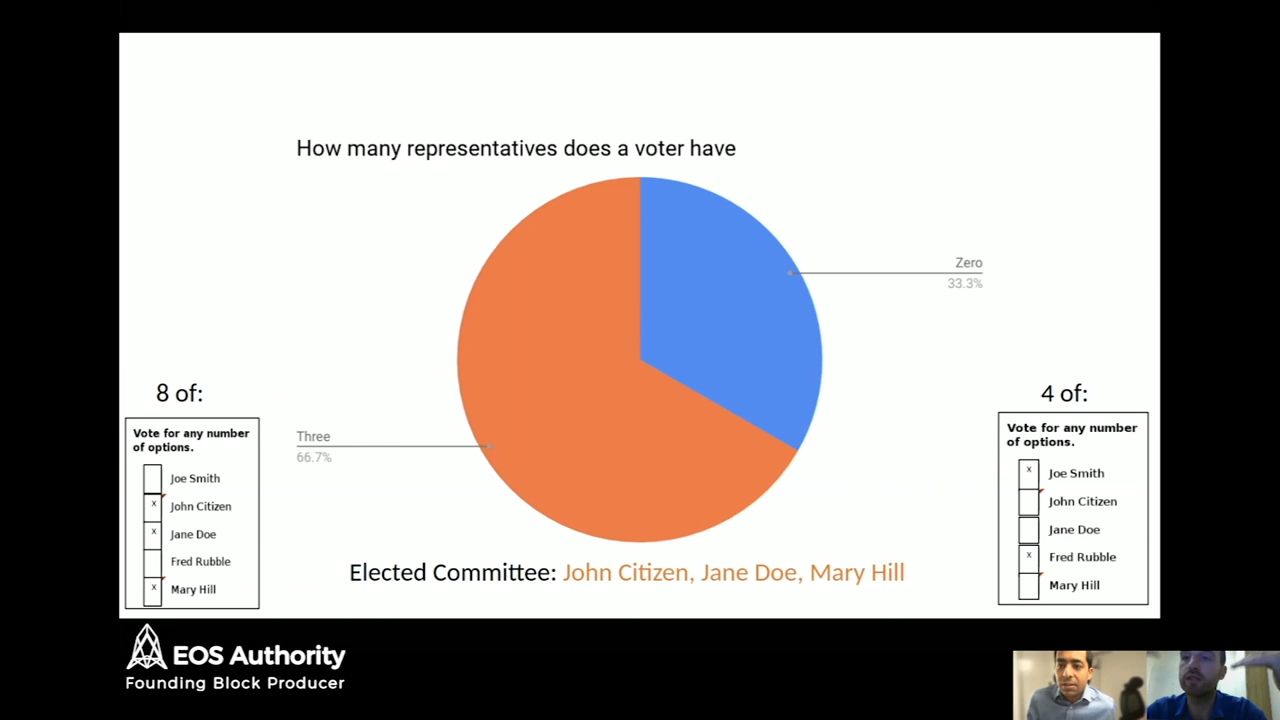 How many representatives does a voter have
Zero
33.3%
Three
66.7%
8 of:
Vote for any number
of options.
Joe Smith
x John Citizen
x Jane Doe
Fred Rubble
x Mary Hill
4 of:
Vote for any number
of options.
x Joe Smith
John Citizen
Jane Doe
x Fred Rubble
Mary Hill
Elected Committee: John Citizen, Jane Doe, Mary Hill
EOS Authority
Founding Block Producer